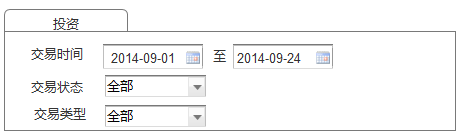 投资
交易时间 2014-09-01 至 2014-09-24
交易状态 全部
交易类型 全部